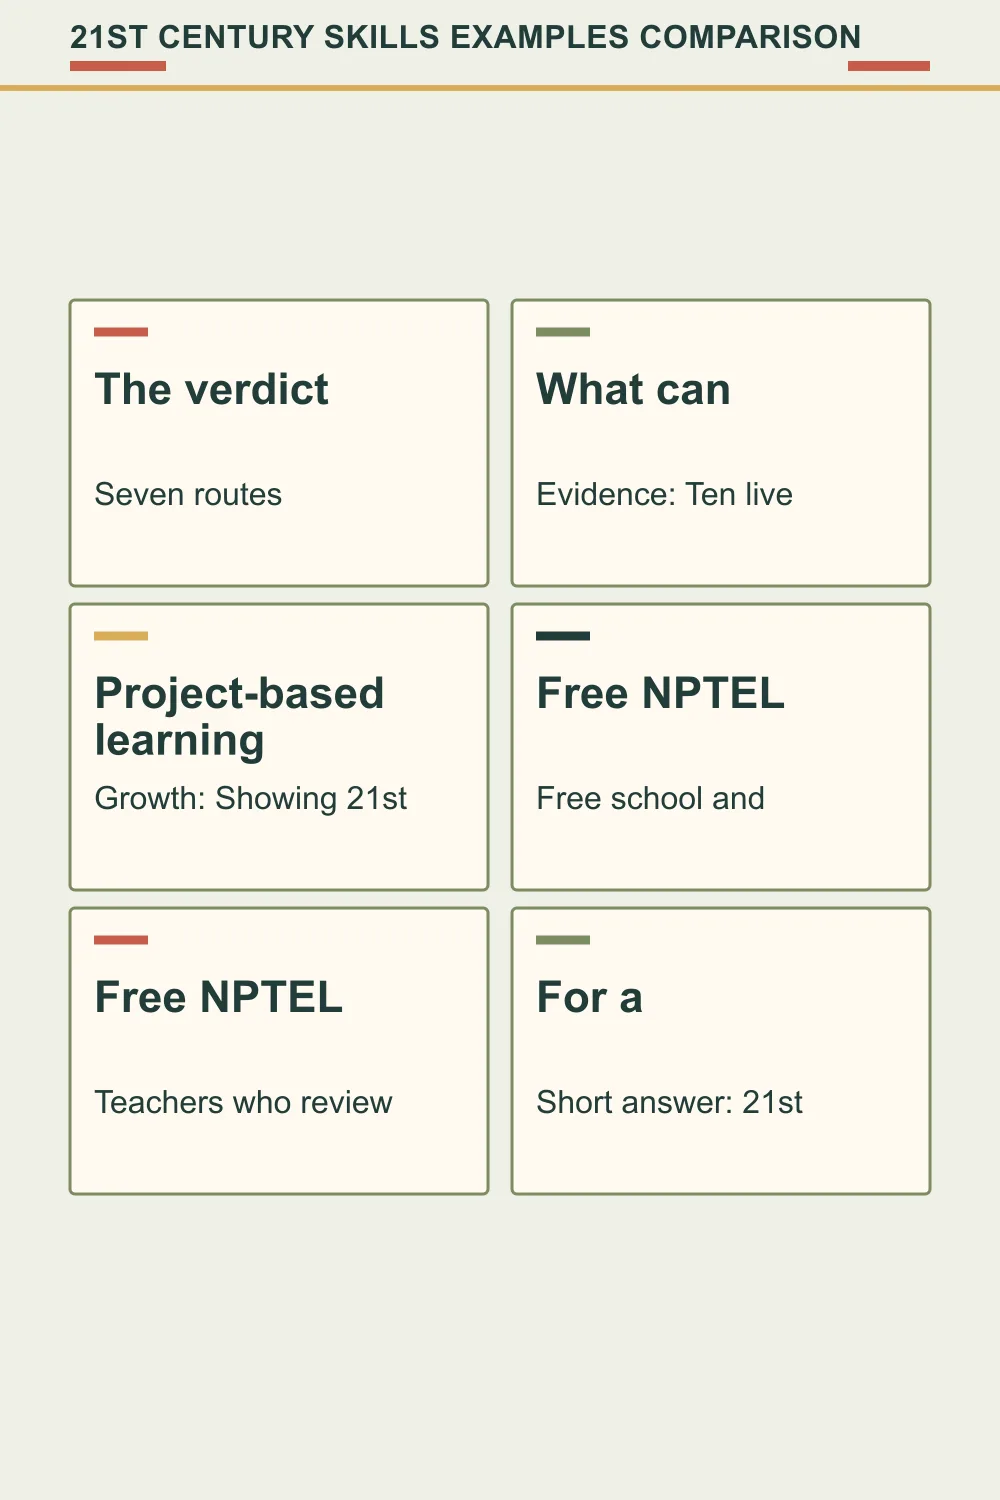 21ST CENTURY SKILLS EXAMPLES COMPARISON
The verdict
Seven routes
What can
Evidence: Ten live
Project-based
learning
Growth: Showing 21st
Free NPTEL
Free school and
Free NPTEL
Teachers who review
For a
Short answer: 21st